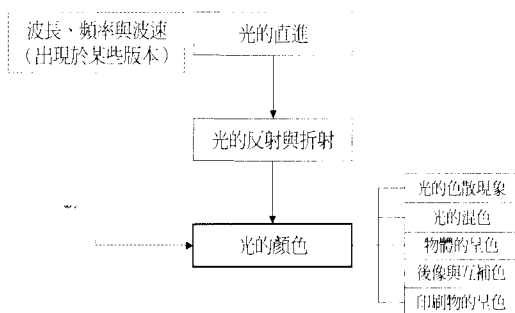 波長、頻率與波速
（出現於某些版本）
光的直進
光的反射與折射
光的顏色
光的色散現象
光的混色
物體的呈色
後像與互補色
印刷物的呈色